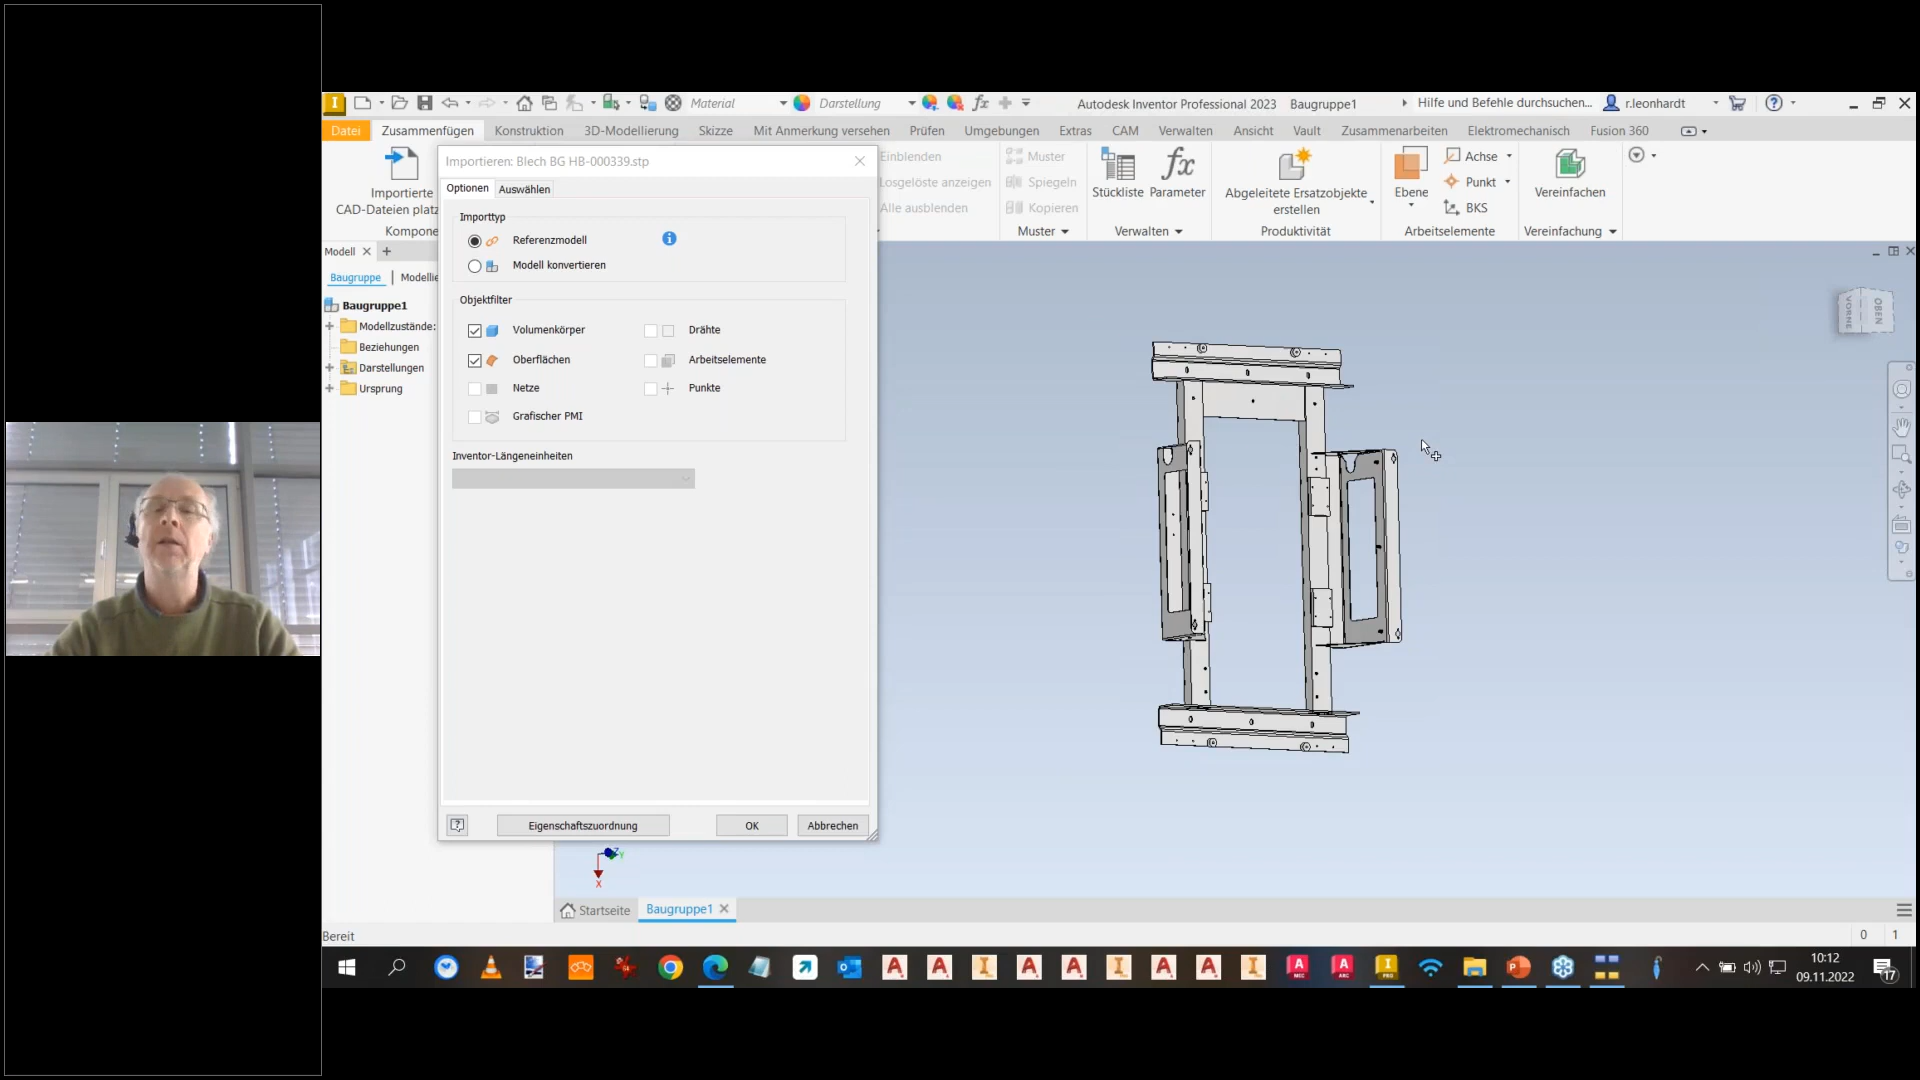 Material
Darstellung
Autodesk Inventor Professional 2023 Baugruppe1
Hilfe und Befehle durchsuchen...
r.leonhardt
Datei
Zusammenfügen
Konstruktion
3D-Modellierung
Skizze
Mit Anmerkung versehen
Prüfen
Umgebungen
Extras
CAM
Verwalten
Ansicht
Vault
Zusammenarbeiten
Elektromechanisch
Fusion 360
Importierte
CAD-Dateien platz
Kompone
Einblenden
Losgelöste anzeigen
Alle ausblenden
Muster
Spiegeln
Kopieren
Muster
Stückliste
Parameter
Verwalten
Abgeleitete Ersatzobjekte
erstellen
Produktivität
Ebene
Achse
Punkt
BKS
Arbeitselemente
Vereinfachen
Vereinfachung
Modell
Baugruppe
Modellie
Baugruppe1
Modellzustände:
Beziehungen
Darstellungen
Ursprung
Importieren: Blech BG HB-000339.stp
Optionen
Auswählen
Importtyp
Referenzmodell
Modell konvertieren
Objektfilter
Volumenkörper
Drähte
Oberflächen
Arbeitselemente
Netze
Punkte
Grafischer PMI
Inventor-Längeneinheiten
Eigenschaftszuordnung
OK
Abbrechen
VORNE
OBEN
X
Startseite
Baugruppe1
Bereit
0
1
10:12
09.11.2022
17